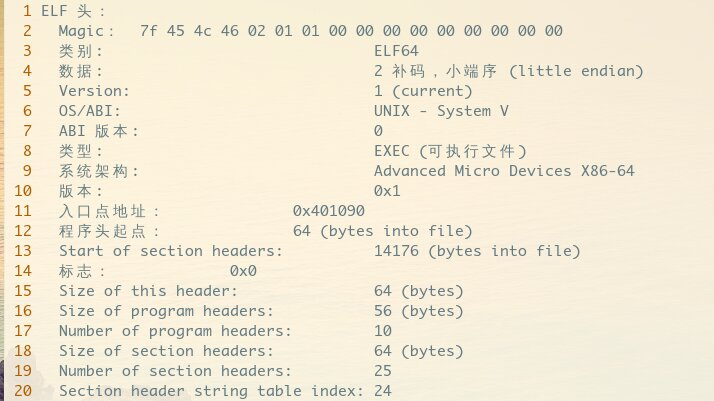 1 ELF 头：
2   Magic：  7f 45 4c 46 02 01 01 00 00 00 00 00 00 00 00 00
3   类别:                              ELF64
4   数据:                              2 补码，小端序 (little endian)
5   Version:                           1 (current)
6   OS/ABI:                            UNIX - System V
7   ABI 版本:                          0
8   类型:                              EXEC (可执行文件)
9   系统架构:                          Advanced Micro Devices X86-64
10   版本:                              0x1
11   入口点地址：              0x401090
12   程序头起点：              64 (bytes into file)
13   Start of section headers:          14176 (bytes into file)
14   标志：             0x0
15   Size of this header:               64 (bytes)
16   Size of program headers:           56 (bytes)
17   Number of program headers:         10
18   Size of section headers:           64 (bytes)
19   Number of section headers:         25
20   Section header string table index: 24